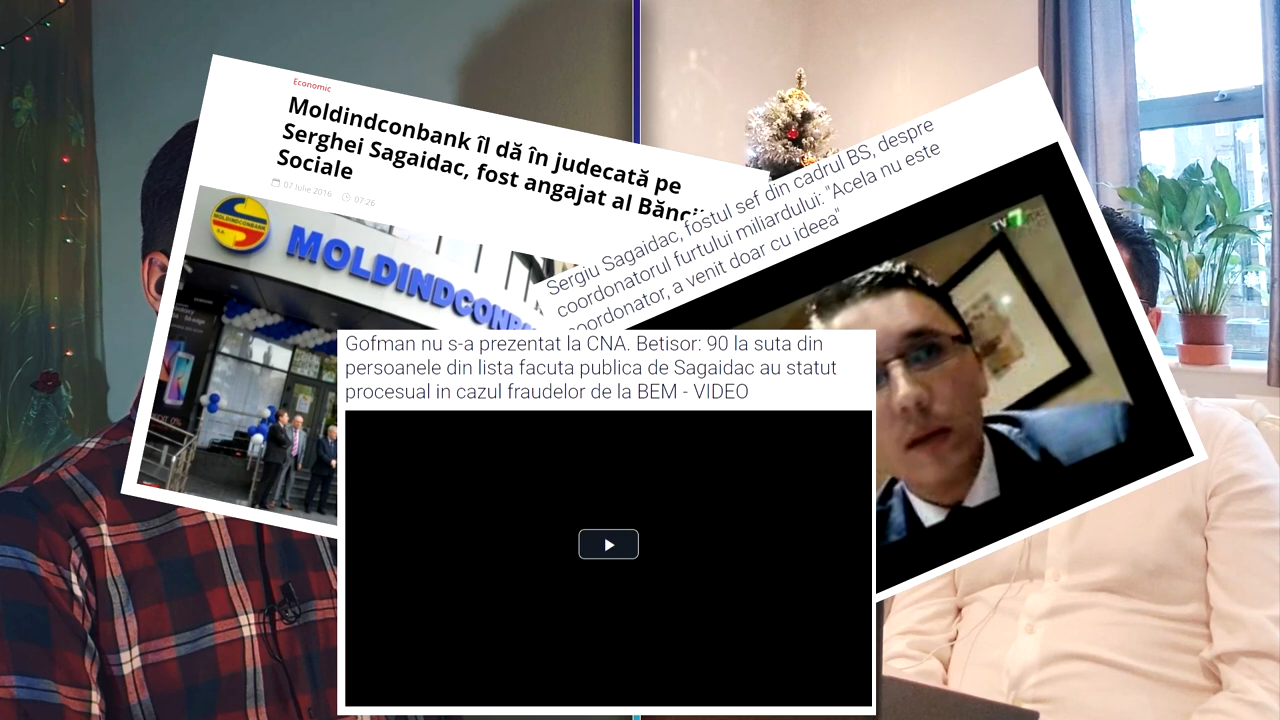 Economic
Moldindconbank îl dă în judecată pe
Serghei Sagaidac, fost angajat al Băncii
Sociale
07 Iulie 2016 07:26
MOLDINDCONBANK
S.A.
MOLDINDCONB
Sergiu Sagaidac, fostul sef din cadrul BS, despre
coordonatorul furtului miliardului: "Acela nu este
coordonator, a venit doar cu ideea"
TV7
Gofman nu s-a prezentat la CNA. Betisor: 90 la suta din
persoanele din lista facuta publica de Sagaidac au statut
procesual in cazul fraudelor de la BEM - VIDEO